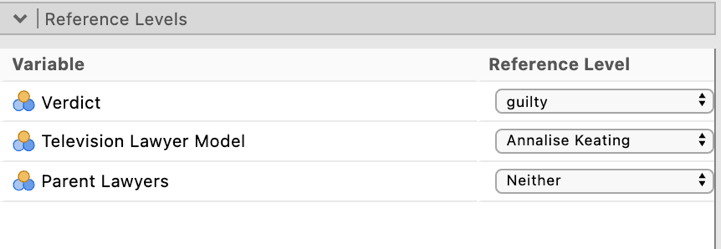 Reference Levels
Variable Reference Level
Verdict guilty
Television Lawyer Model Annalise Keating
Parent Lawyers Neither